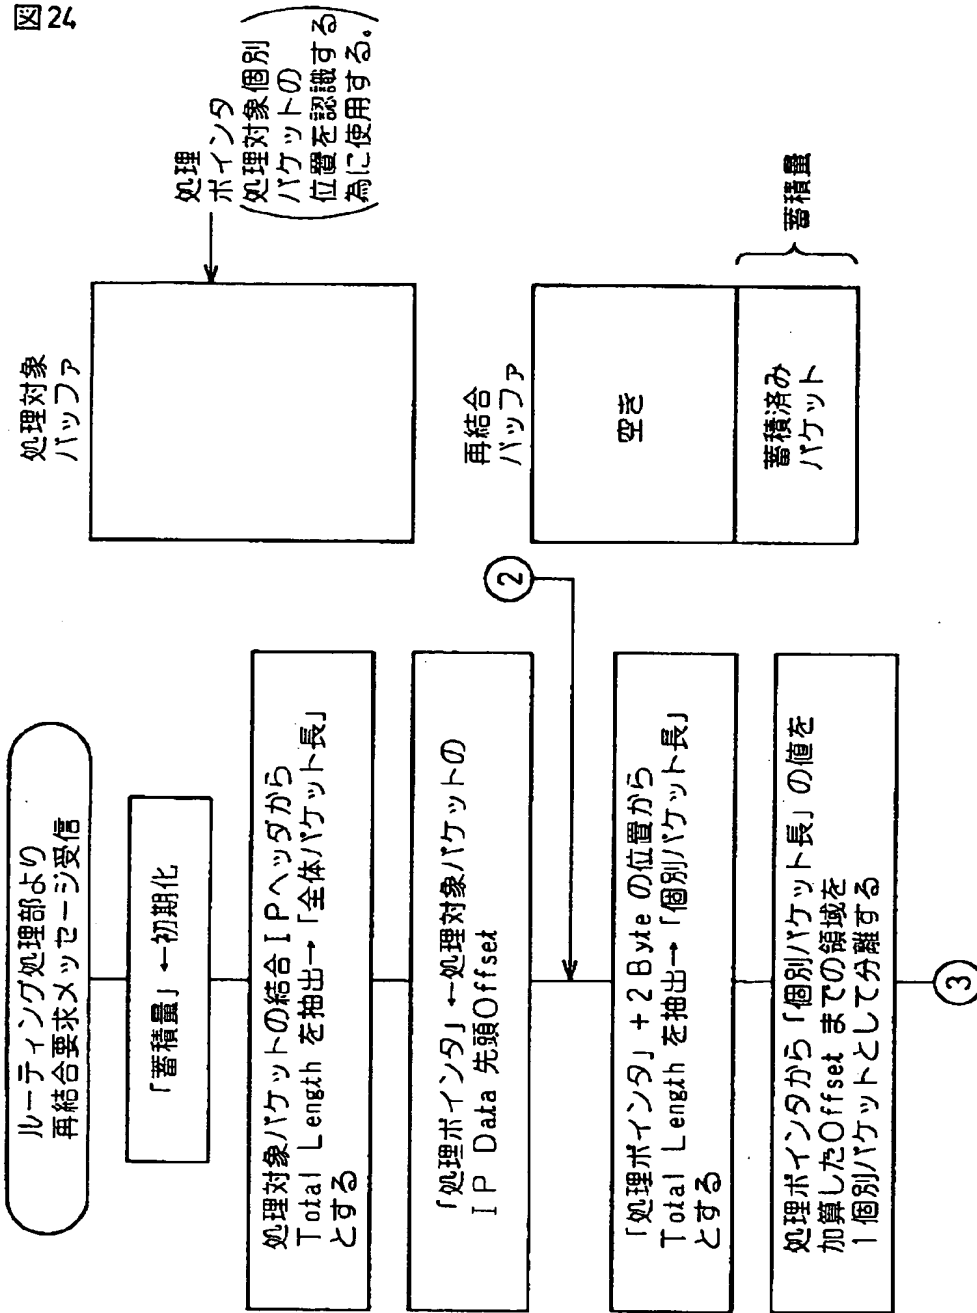 図24
ルーティング処理部より
再結合要求メッセージ受信
「蓄積量」←初期化
処理対象パケットの結合IPヘッダから
Total Length を抽出→「全体パケット長」
とする
「処理ポインタ」←処理対象パケットの
IP Data 先頭Offset
②
「処理ポインタ」+2Byte の位置から
Total Length を抽出→「個別パケット長」
とする
処理ポインタから「個別パケット長」の値を
加算したOffset までの領域を
1個別パケットとして分離する
③
処理対象
バッファ
処理
ポインタ
処理対象個別
パケットの
位置を認識する
為に使用する。
再結合
バッファ
空き
蓄積済み
パケット
蓄積量